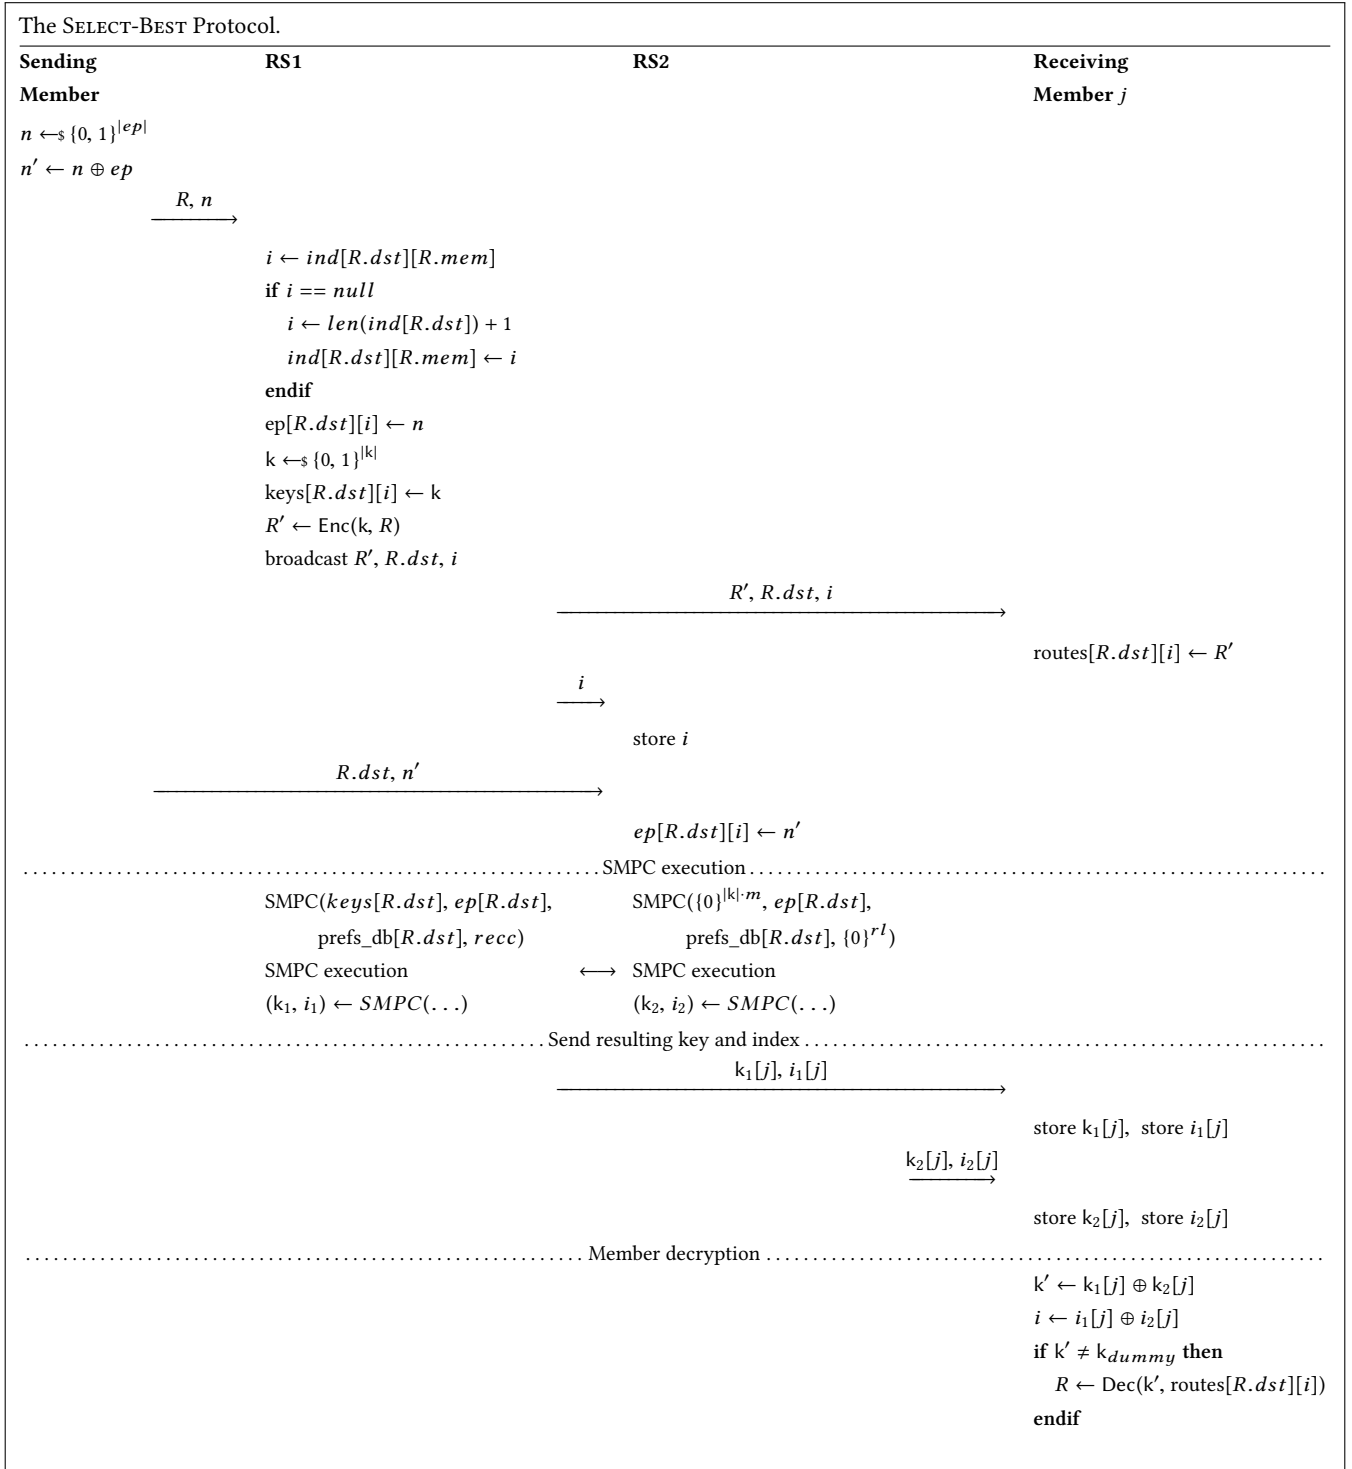 The Select-Best Protocol.
Sending RS1 RS2 Receiving
Member Member j
n ←$ {0, 1}^|ep|
n′ ← n ⊕ ep
R, n
i ← ind[R.dst][R.mem]
if i == null
i ← len(ind[R.dst]) + 1
ind[R.dst][R.mem] ← i
endif
ep[R.dst][i] ← n
k ←$ {0, 1}^|k|
keys[R.dst][i] ← k
R′ ← Enc(k, R)
broadcast R′, R.dst, i
R′, R.dst, i
routes[R.dst][i] ← R′
i
store i
R.dst, n′
ep[R.dst][i] ← n′
SMPC execution
SMPC(keys[R.dst], ep[R.dst], SMPC({0}^|k|·m, ep[R.dst],
prefs_db[R.dst], recc) prefs_db[R.dst], {0}^rl)
SMPC execution ⟷ SMPC execution
(k₁, i₁) ← SMPC(. . .) (k₂, i₂) ← SMPC(. . .)
Send resulting key and index
k₁[j], i₁[j]
store k₁[j], store i₁[j]
k₂[j], i₂[j]
store k₂[j], store i₂[j]
Member decryption
k′ ← k₁[j] ⊕ k₂[j]
i ← i₁[j] ⊕ i₂[j]
if k′ ≠ k_dummy then
R ← Dec(k′, routes[R.dst][i])
endif